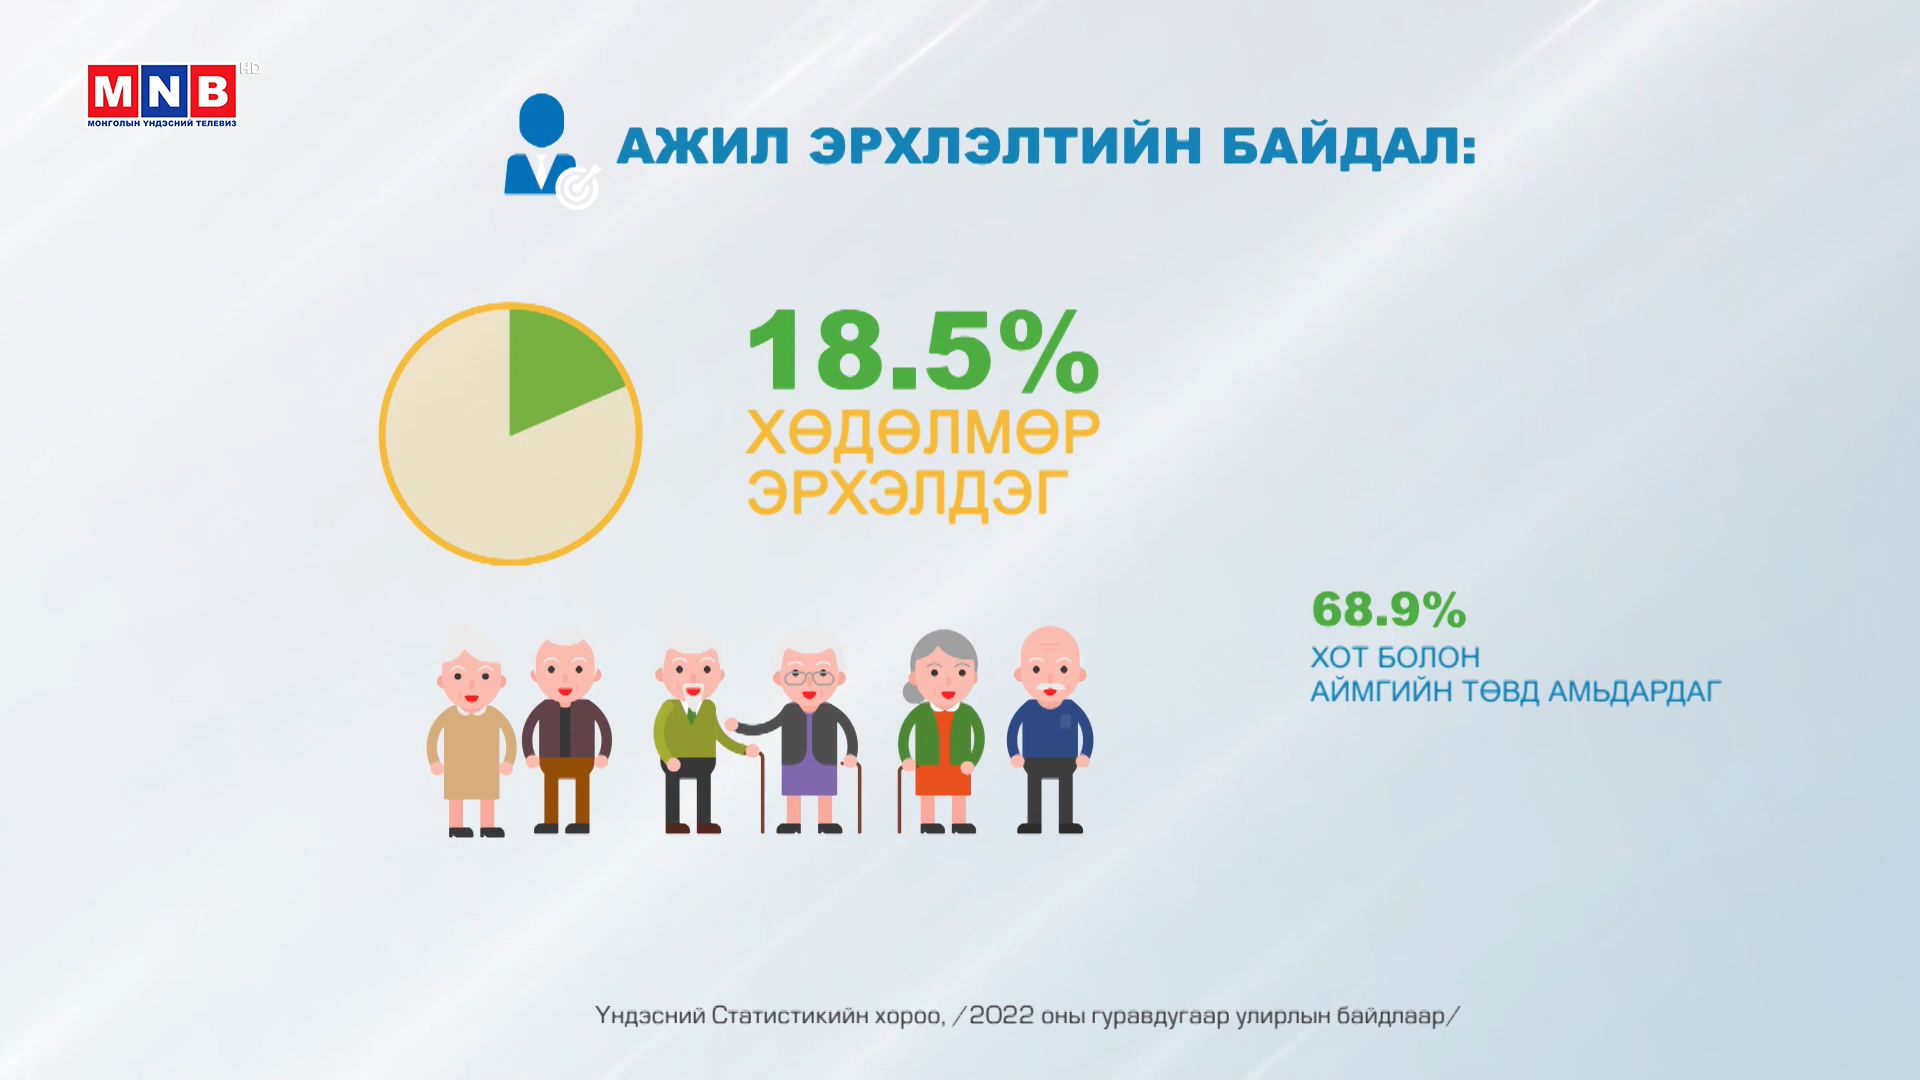 MNB HD
МОНГОЛЫН ҮНДЭСНИЙ ТЕЛЕВИЗ
АЖИЛ ЭРХЛЭЛТИЙН БАЙДАЛ:
18.5%
ХӨДӨЛМӨР
ЭРХЭЛДЭГ
68.9%
ХОТ БОЛОН
АЙМГИЙН ТӨВД АМЬДАРДАГ
Үндэсний Статистикийн хороо, /2022 оны гуравдугаар улирлын байдлаар/